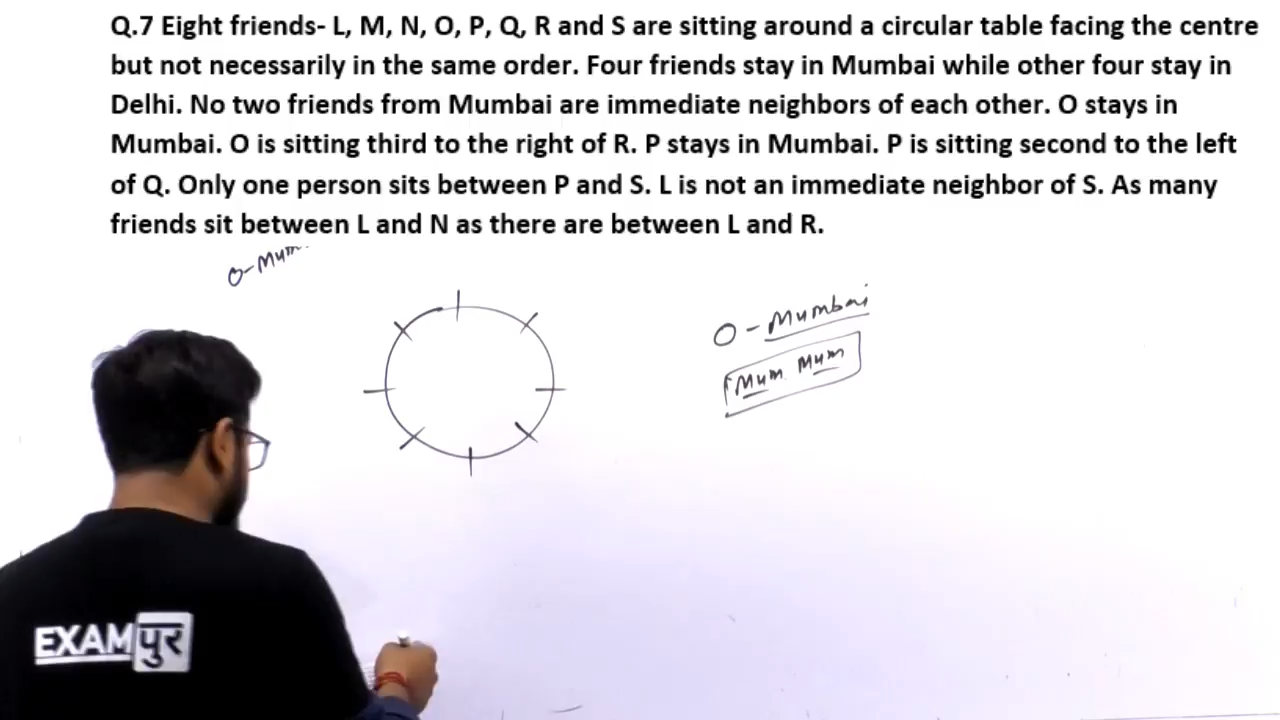 Q.7 Eight friends- L, M, N, O, P, Q, R and S are sitting around a circular table facing the centre
but not necessarily in the same order. Four friends stay in Mumbai while other four stay in
Delhi. No two friends from Mumbai are immediate neighbors of each other. O stays in
Mumbai. O is sitting third to the right of R. P stays in Mumbai. P is sitting second to the left
of Q. Only one person sits between P and S. L is not an immediate neighbor of S. As many
friends sit between L and N as there are between L and R.
O-Mum
O - Mumbai
Mum Mum
EXAMपुर